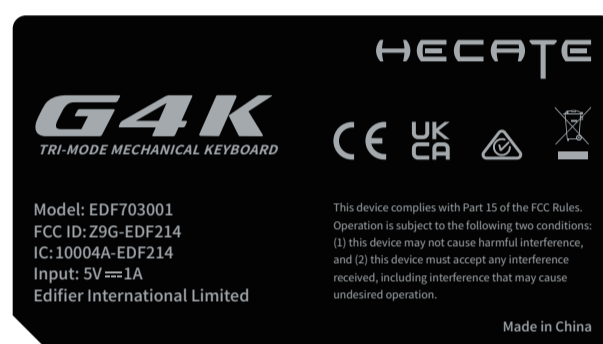 HECATE
G4K
TRI-MODE MECHANICAL KEYBOARD
CE
UK
CA
Model: EDF703001
FCC ID: Z9G-EDF214
IC: 10004A-EDF214
Input: 5V⎓1A
Edifier International Limited
This device complies with Part 15 of the FCC Rules.
Operation is subject to the following two conditions:
(1) this device may not cause harmful interference,
and (2) this device must accept any interference
received, including interference that may cause
undesired operation.
Made in China